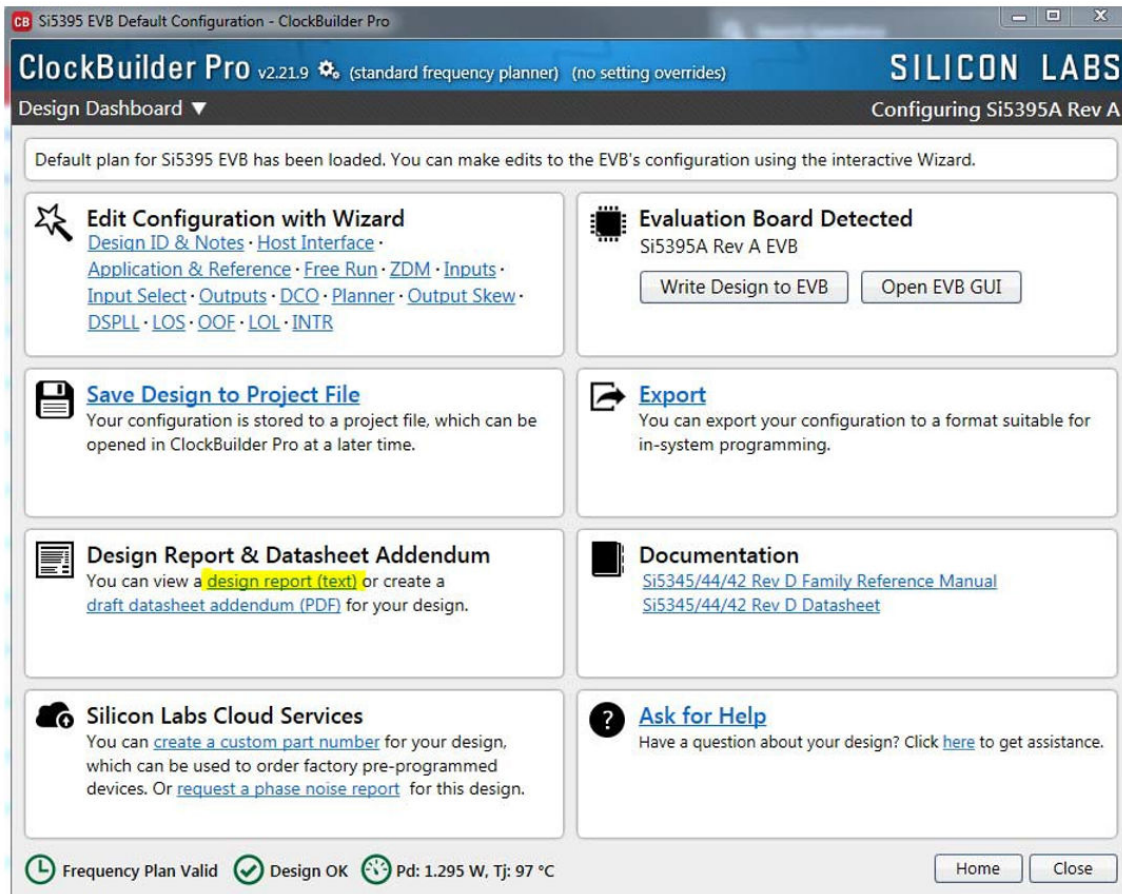 CB Si5395 EVB Default Configuration - ClockBuilder Pro
ClockBuilder Pro v2.21.9 (standard frequency planner) (no setting overrides) SILICON LABS
Design Dashboard ▼ Configuring Si5395A Rev A
Default plan for Si5395 EVB has been loaded. You can make edits to the EVB's configuration using the interactive Wizard.
Edit Configuration with Wizard
Design ID & Notes · Host Interface ·
Application & Reference · Free Run · ZDM · Inputs ·
Input Select · Outputs · DCO · Planner · Output Skew ·
DSPLL · LOS · OOF · LOL · INTR
Evaluation Board Detected
Si5395A Rev A EVB
Write Design to EVB Open EVB GUI
Save Design to Project File
Your configuration is stored to a project file, which can be
opened in ClockBuilder Pro at a later time.
Export
You can export your configuration to a format suitable for
in-system programming.
Design Report & Datasheet Addendum
You can view a design report (text) or create a
draft datasheet addendum (PDF) for your design.
Documentation
Si5345/44/42 Rev D Family Reference Manual
Si5345/44/42 Rev D Datasheet
Silicon Labs Cloud Services
You can create a custom part number for your design,
which can be used to order factory pre-programmed
devices. Or request a phase noise report for this design.
Ask for Help
Have a question about your design? Click here to get assistance.
Frequency Plan Valid Design OK Pd: 1.295 W, Tj: 97 °C Home Close